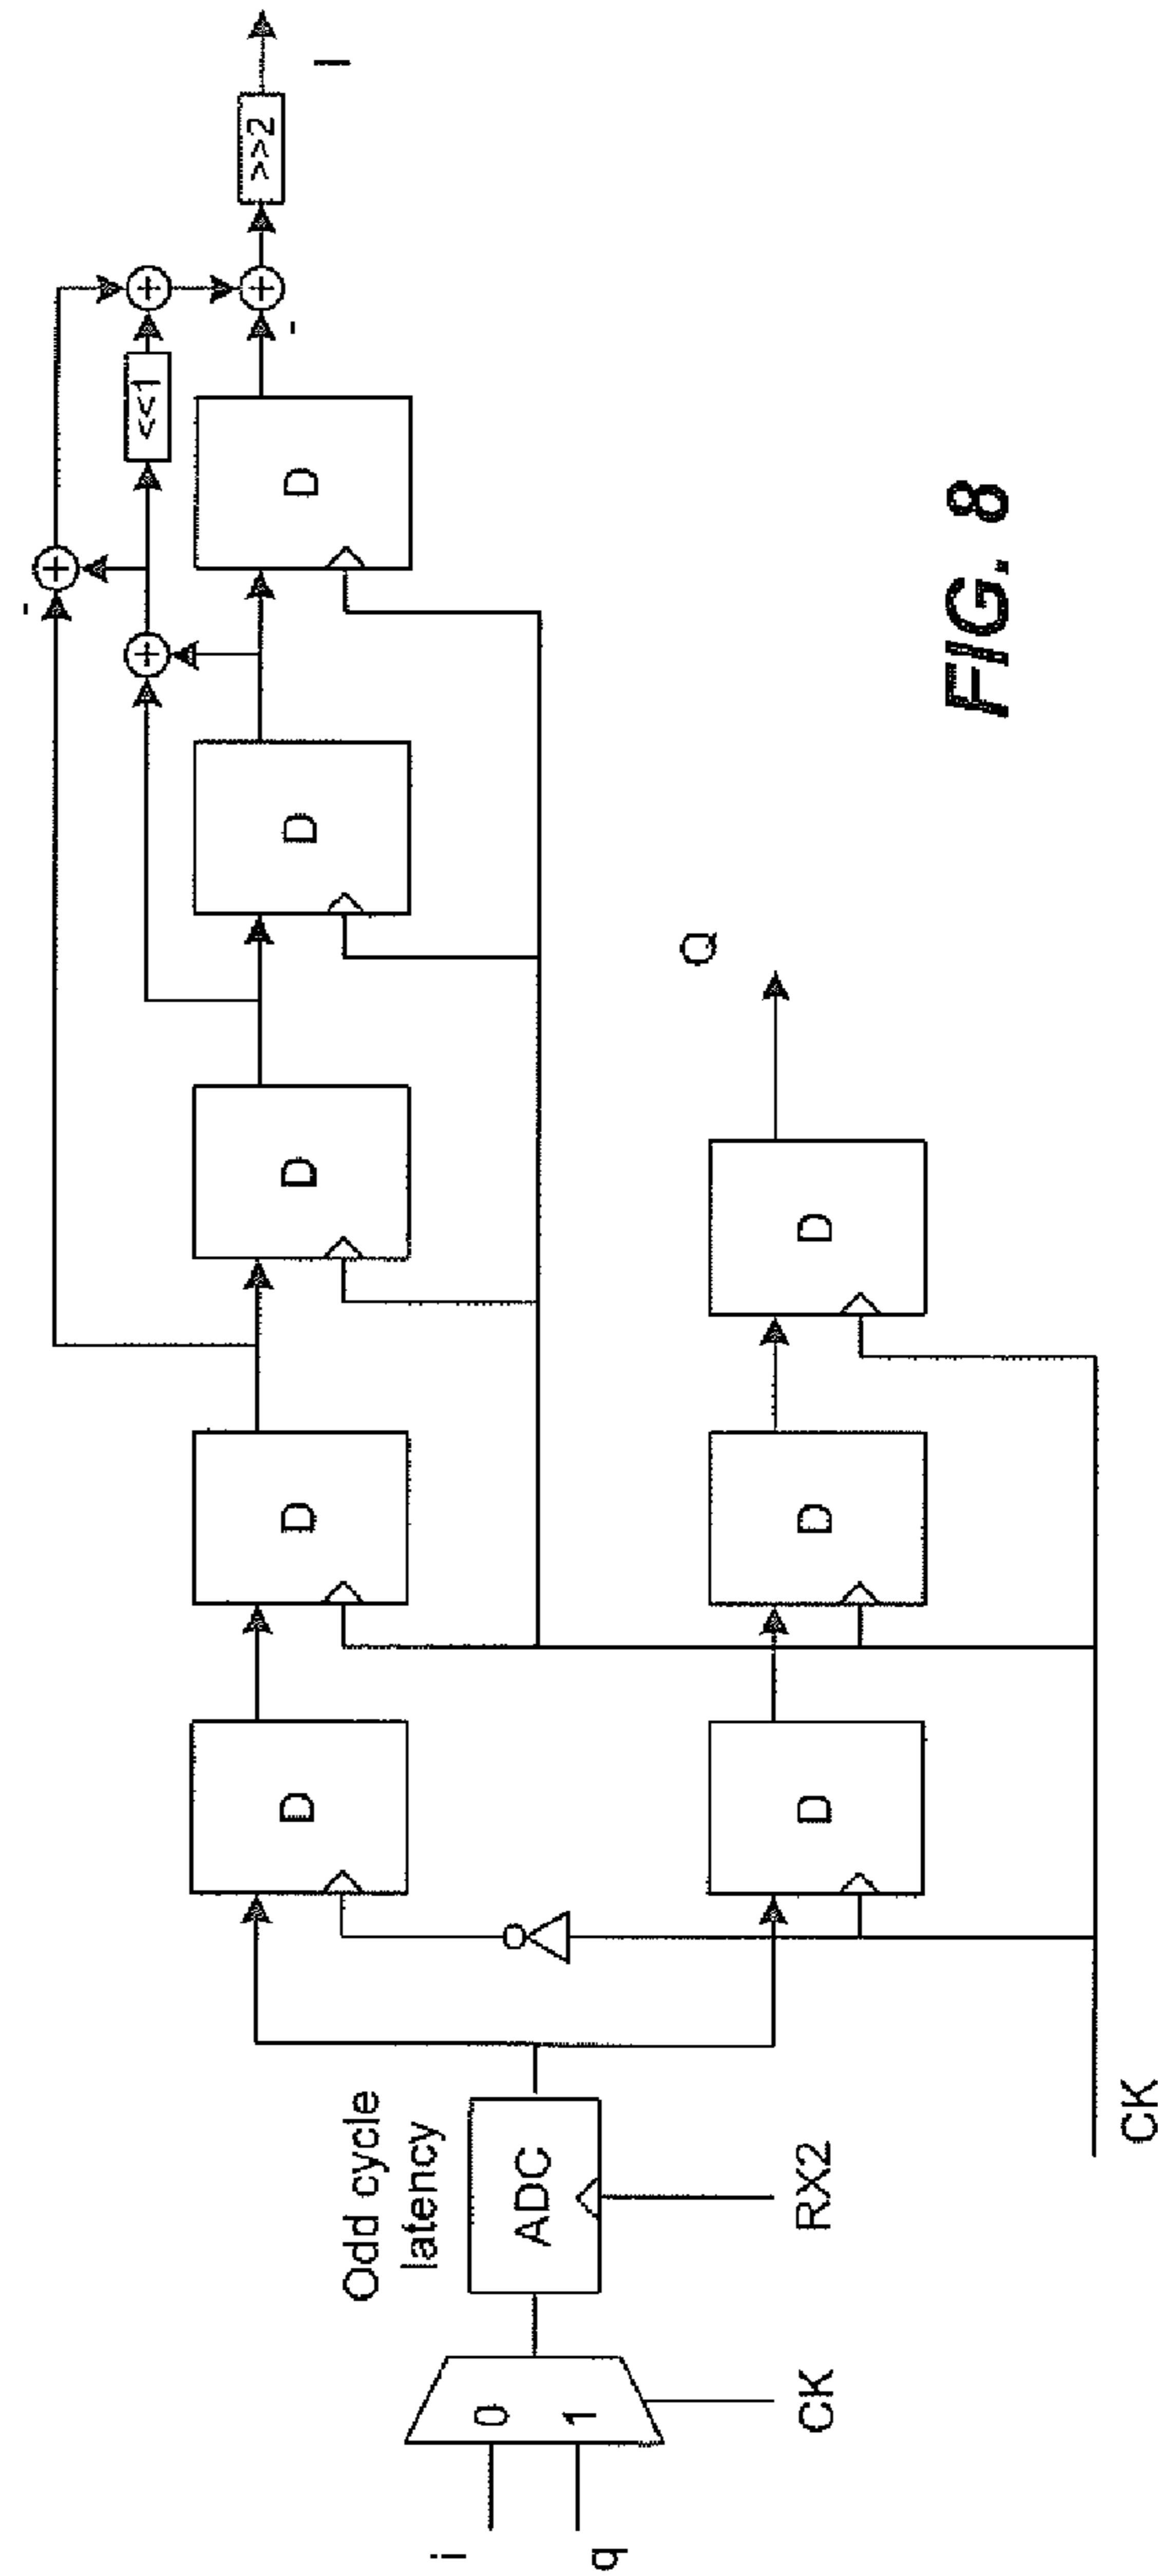 i
q
0
1
CK
Odd cycle
latency
ADC
RX2
D
D
D
D
D
+
-
+
<<1
+
+
-
>>2
I
D
D
D
Q
CK
FIG. 8